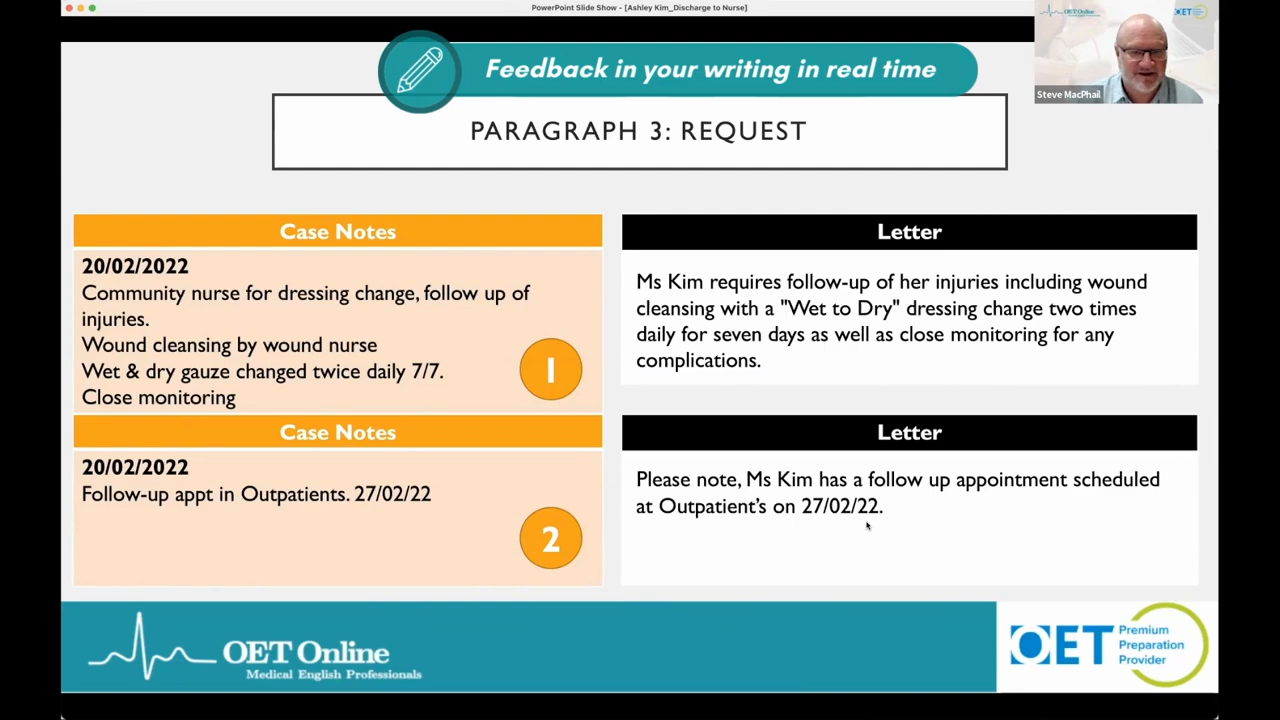 PowerPoint Slide Show - [Ashley Kim_Discharge to Nurse]
OET Online
OET
Steve MacPhail
Feedback in your writing in real time
PARAGRAPH 3: REQUEST
Case Notes
20/02/2022
Community nurse for dressing change, follow up of
injuries.
Wound cleansing by wound nurse
Wet & dry gauze changed twice daily 7/7.
Close monitoring
1
Letter
Ms Kim requires follow-up of her injuries including wound
cleansing with a "Wet to Dry" dressing change two times
daily for seven days as well as close monitoring for any
complications.
Case Notes
20/02/2022
Follow-up appt in Outpatients. 27/02/22
2
Letter
Please note, Ms Kim has a follow up appointment scheduled
at Outpatient's on 27/02/22.
OET Online
Medical English Professionals
OET
Premium
Preparation
Provider